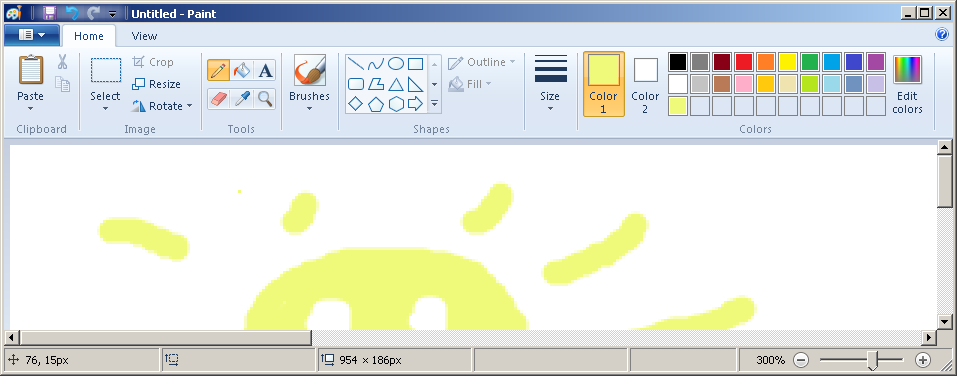 Untitled - Paint
Home View
Paste
Select
Crop
Resize
Rotate
Brushes
Outline
Fill
Size
Color 1
Color 2
Edit colors
Clipboard Image Tools Shapes Colors
76, 15px 954 × 186px 300%